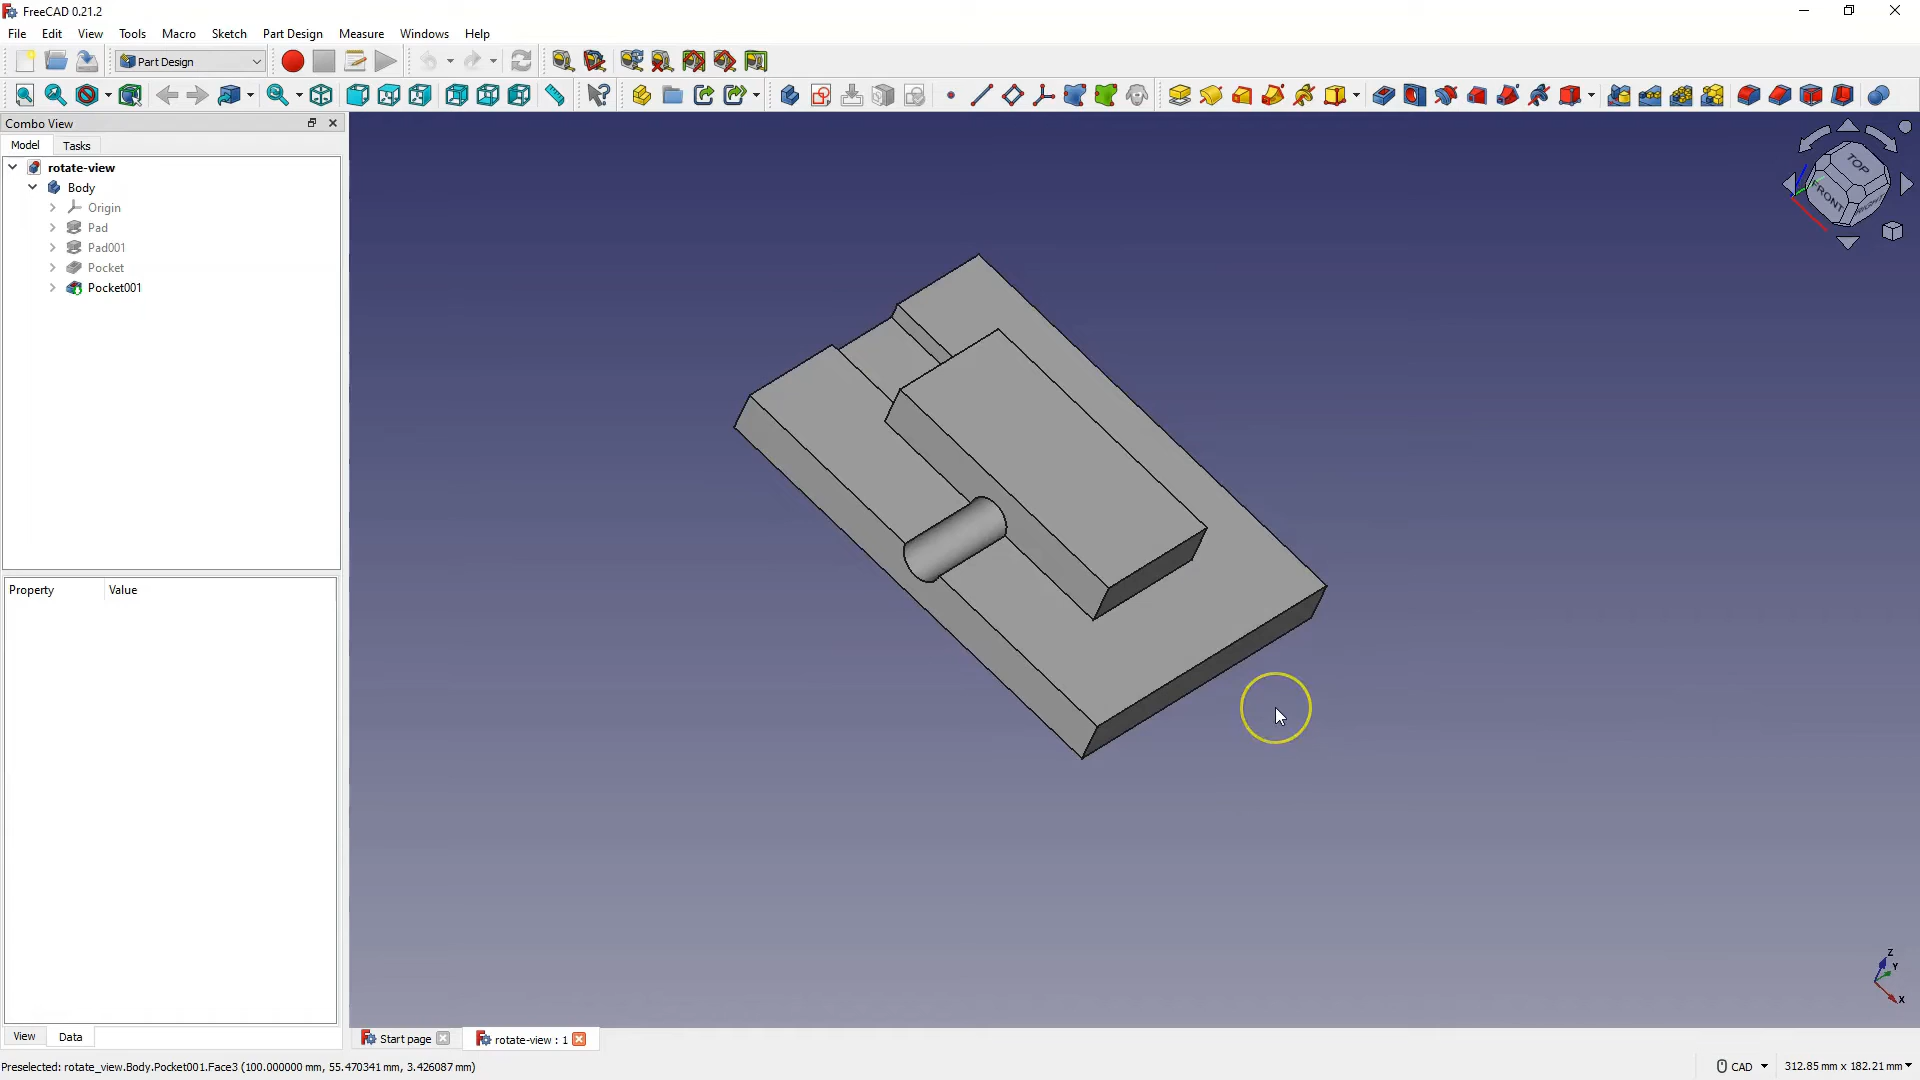 FreeCAD 0.21.2
File Edit View Tools Macro Sketch Part Design Measure Windows Help
Part Design
Combo View
Model Tasks
rotate-view
Body
Origin
Pad
Pad001
Pocket
Pocket001
TOP
FRONT
Property Value
Z
Y
X
View Data
Start page rotate-view : 1
Preselected: rotate_view.Body.Pocket001.Face3 (100.000000 mm, 55.470341 mm, 3.426087 mm)
CAD 312.85 mm x 182.21 mm